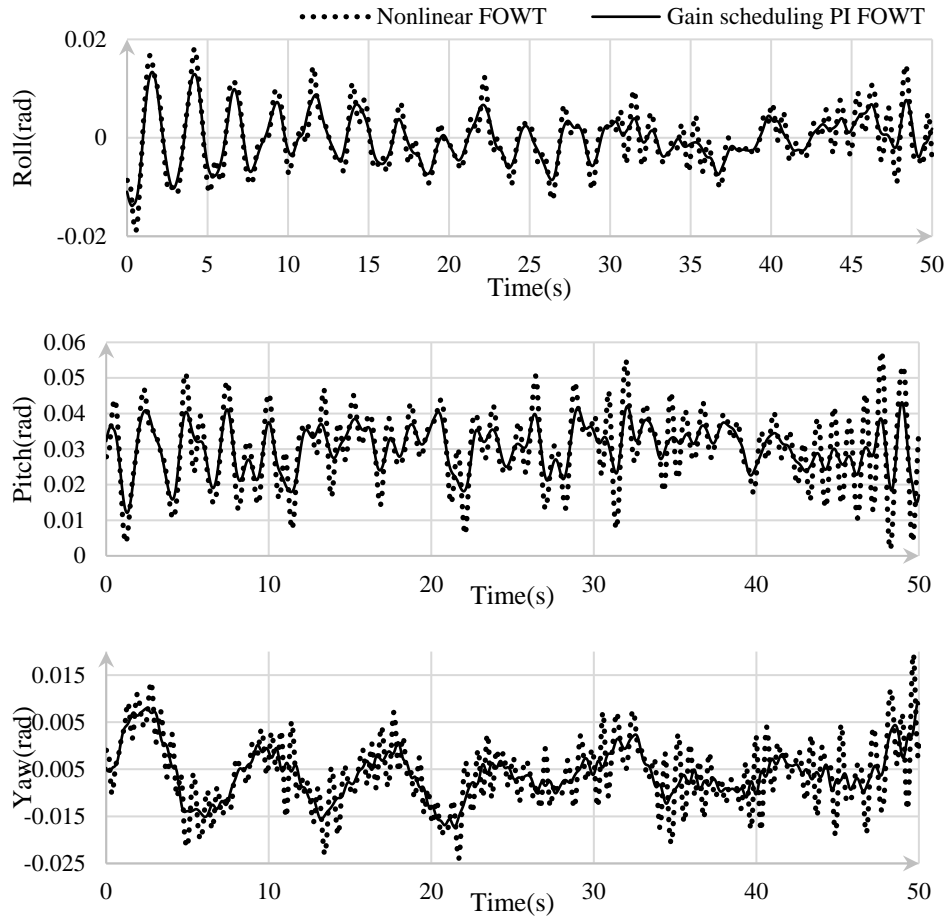 Nonlinear FOWT
Gain scheduling PI FOWT
Roll(rad)
0.02
0
-0.02
0 5 10 15 20 25 30 35 40 45 50
Time(s)
Pitch(rad)
0.06
0.05
0.04
0.03
0.02
0.01
0
0 10 20 30 40 50
Time(s)
Yaw(rad)
0.015
0.005
-0.005
-0.015
-0.025
0 10 20 30 40 50
Time(s)